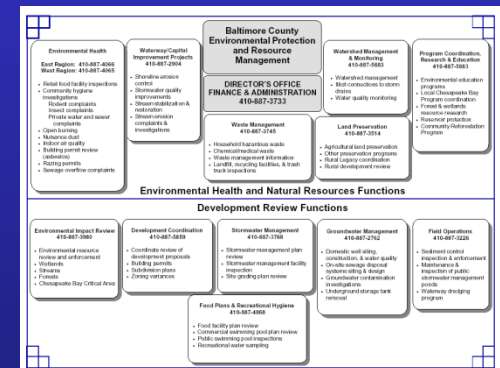 Baltimore County
Environmental Protection
and Resource
Management
DIRECTOR'S OFFICE
FINANCE & ADMINISTRATION
410-887-3733
Environmental Health
East Region: 410-887-4066
West Region: 410-887-4065
• Retail food facility inspections
• Community hygiene
investigations
Rodent complaints
Insect complaints
Private water and sewer
complaints
• Open burning
• Nuisance dust
• Indoor air quality
• Building permit review
(asbestos)
• Razing permits
• Sewage overflow complaints
Waterway/Capital
Improvement Projects
410-887-2904
• Shoreline erosion
control
• Stormwater quality
improvements
• Stream stabilization &
restoration
• Stream erosion
complaints &
investigations
Waste Management
410-887-3745
• Household hazardous waste
• Chemical/medical waste
• Waste management information
• Landfill, recycling facilities, & trash
truck inspections
Watershed Management
& Monitoring
410-887-5683
• Watershed management
• Illicit connections to storm
drains
• Water quality monitoring
Land Preservation
410-887-3514
• Agricultural land preservation
• Other preservation programs
• Rural Legacy coordination
• Rural development review
Program Coordination,
Research & Education
410-887-5683
• Environmental education
programs
• Local Chesapeake Bay
Program coordination
• Forest & wetlands
resource research
• Reservoir protection
• Community Reforestation
Program
Environmental Health and Natural Resources Functions
Development Review Functions
Environmental Impact Review
410-887-3980
• Environmental resource
review and enforcement
• Wetlands
• Streams
• Forests
• Chesapeake Bay Critical Area
Development Coordination
410-887-5859
• Coordinate review of
development proposals
• Building permits
• Subdivision plans
• Zoning variances
Stormwater Management
410-887-3768
• Stormwater management plan
review
• Stormwater management facility
inspection
• Site grading plan review
Groundwater Management
410-887-2762
• Domestic well siting,
construction, & water quality
• On-site sewage disposal
systems siting & design
• Groundwater contamination
investigations
• Underground storage tank
removal
Field Operations
410-887-3226
• Sediment control
inspection & enforcement
• Maintenance &
inspection of public
stormwater management
ponds
• Waterway dredging
program
Food Plans & Recreational Hygiene
410-887-4068
• Food facility plan review
• Commercial swimming pool plan review
• Public swimming pool inspections
• Recreational water sampling